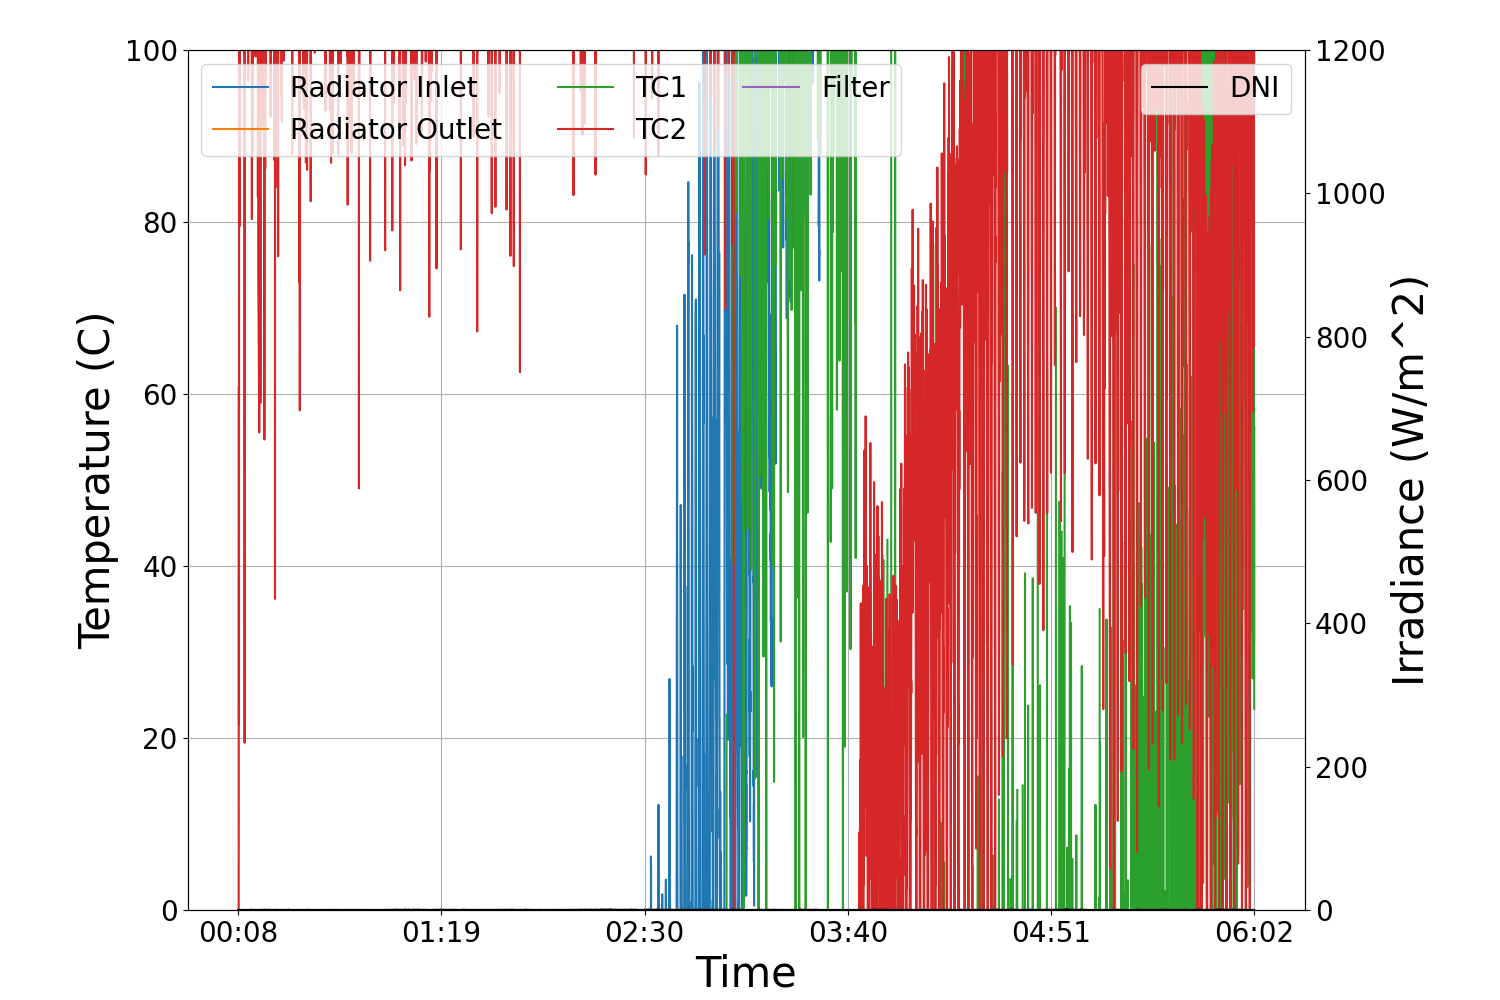 100
80
60
40
20
0
Temperature (C)
Radiator Inlet
Radiator Outlet
TC1
TC2
Filter
DNI
1200
1000
800
600
400
200
0
Irradiance (W/m^2)
00:08
01:19
02:30
03:40
04:51
06:02
Time